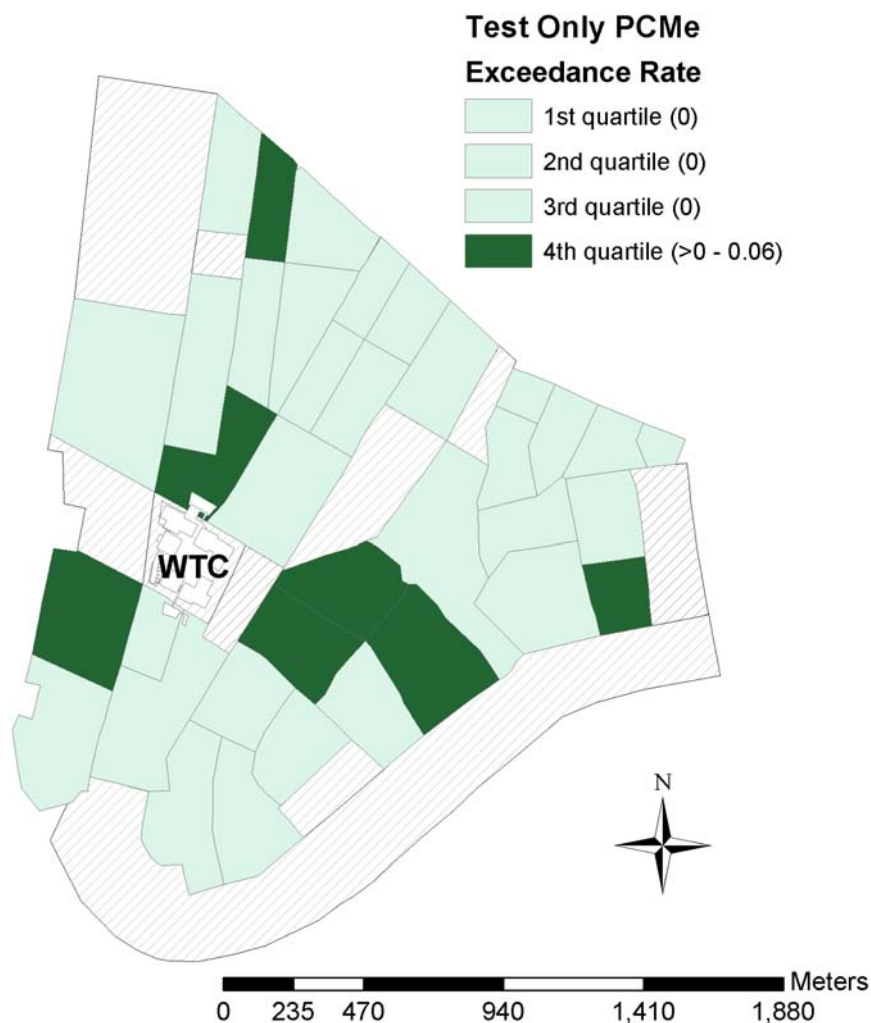 Test Only PCMe
Exceedance Rate
1st quartile (0)
2nd quartile (0)
3rd quartile (0)
4th quartile (>0 - 0.06)
WTC
N
Meters
0 235 470 940 1,410 1,880